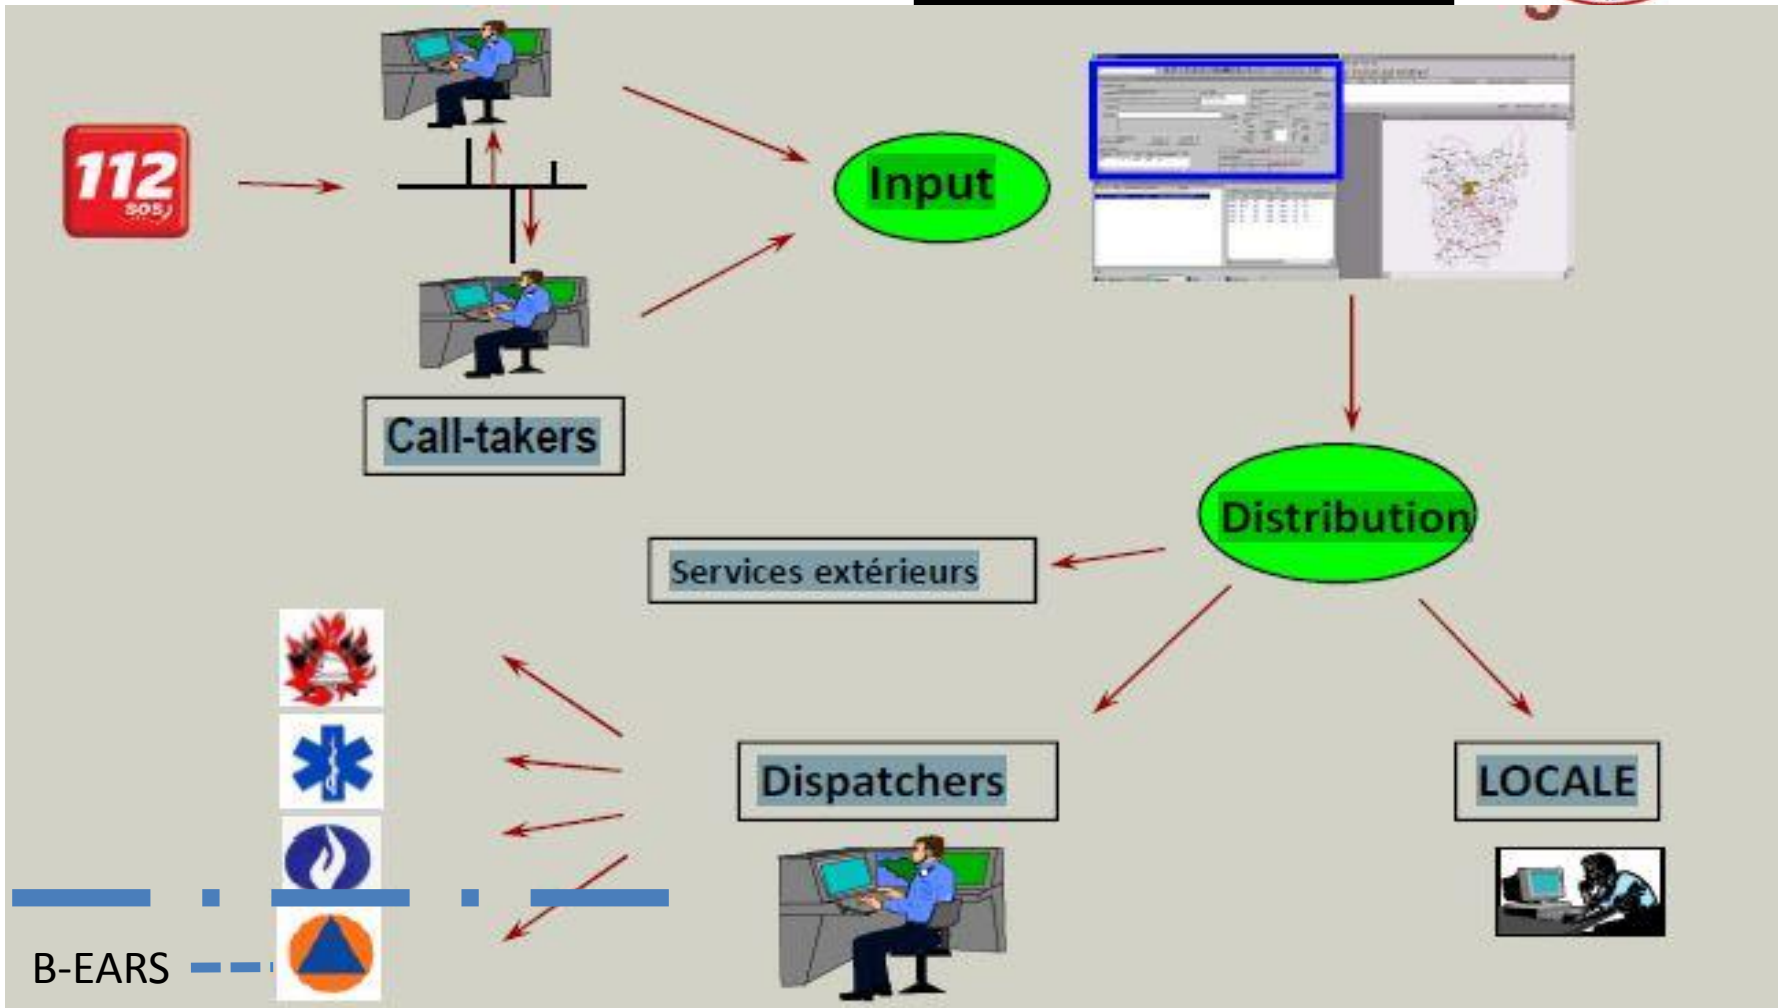 112
SOS
Input
Call-takers
Distribution
Services extérieurs
Dispatchers
LOCALE
B-EARS